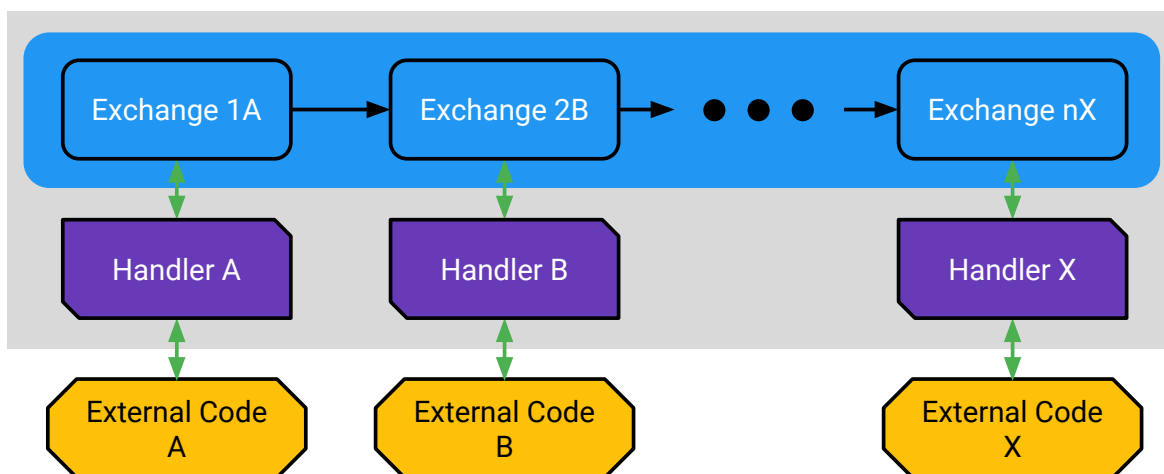 Exchange 1A
Exchange 2B
Exchange nX
Handler A
Handler B
Handler X
External Code
A
External Code
B
External Code
X